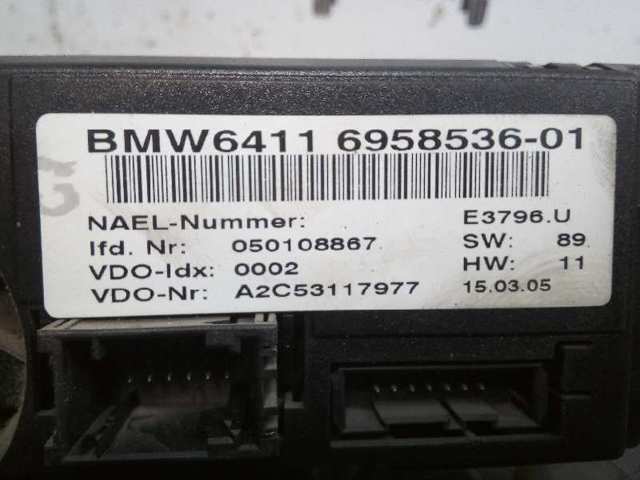 BMW6411 6958536-01
NAEL-Nummer: E3796.U
lfd. Nr: 050108867 SW: 89
VDO-Idx: 0002 HW: 11
VDO-Nr: A2C53117977 15.03.05